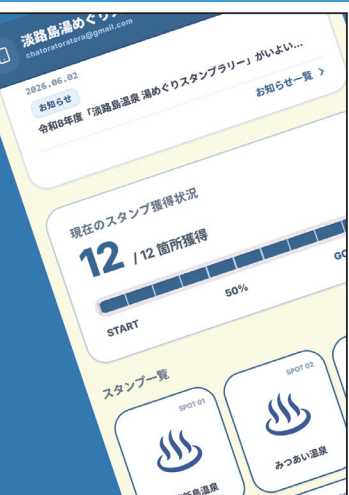 淡路島湯めぐりス
chatoratoratora@gmail.com
2026.06.02
お知らせ
令和8年度「淡路島温泉 湯めぐりスタンプラリー」がいよい...
お知らせ一覧 >
現在のスタンプ獲得状況
12 / 12 箇所獲得
START 50% GO
スタンプ一覧
SPOT 01 SPOT 02
島温泉 みつあい温泉